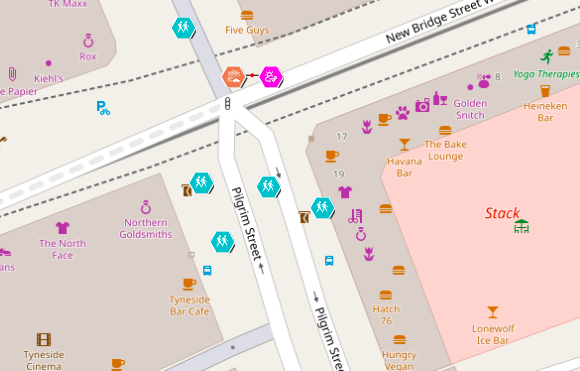 TK Maxx
Five Guys
New Bridge Street W
Rox
Kiehl's
e Papier
Yoga Therapies
8
Golden
Snitch
Heineken
Bar
17
The Bake
Lounge
Havana
Bar
19
Pilgrim Street
Stack
Northern
Goldsmiths
The North
Face
ans
Tyneside
Bar Cafe
Hatch
76
Pilgrim Stree
Lonewolf
Ice Bar
Tyneside
Cinema
Hungry
Vegan